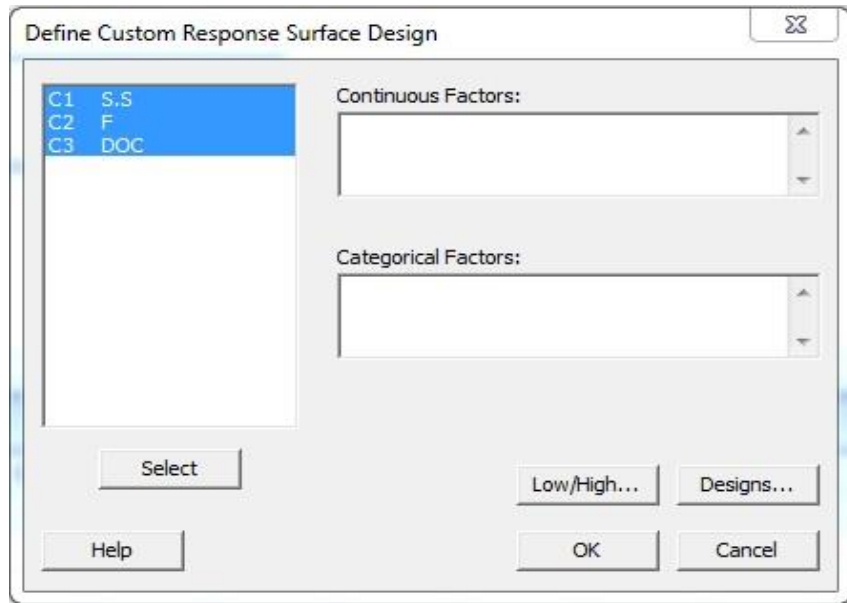 Define Custom Response Surface Design
C1 S.S
C2 F
C3 DOC
Continuous Factors:
Categorical Factors:
Select
Low/High...
Designs...
Help
OK
Cancel